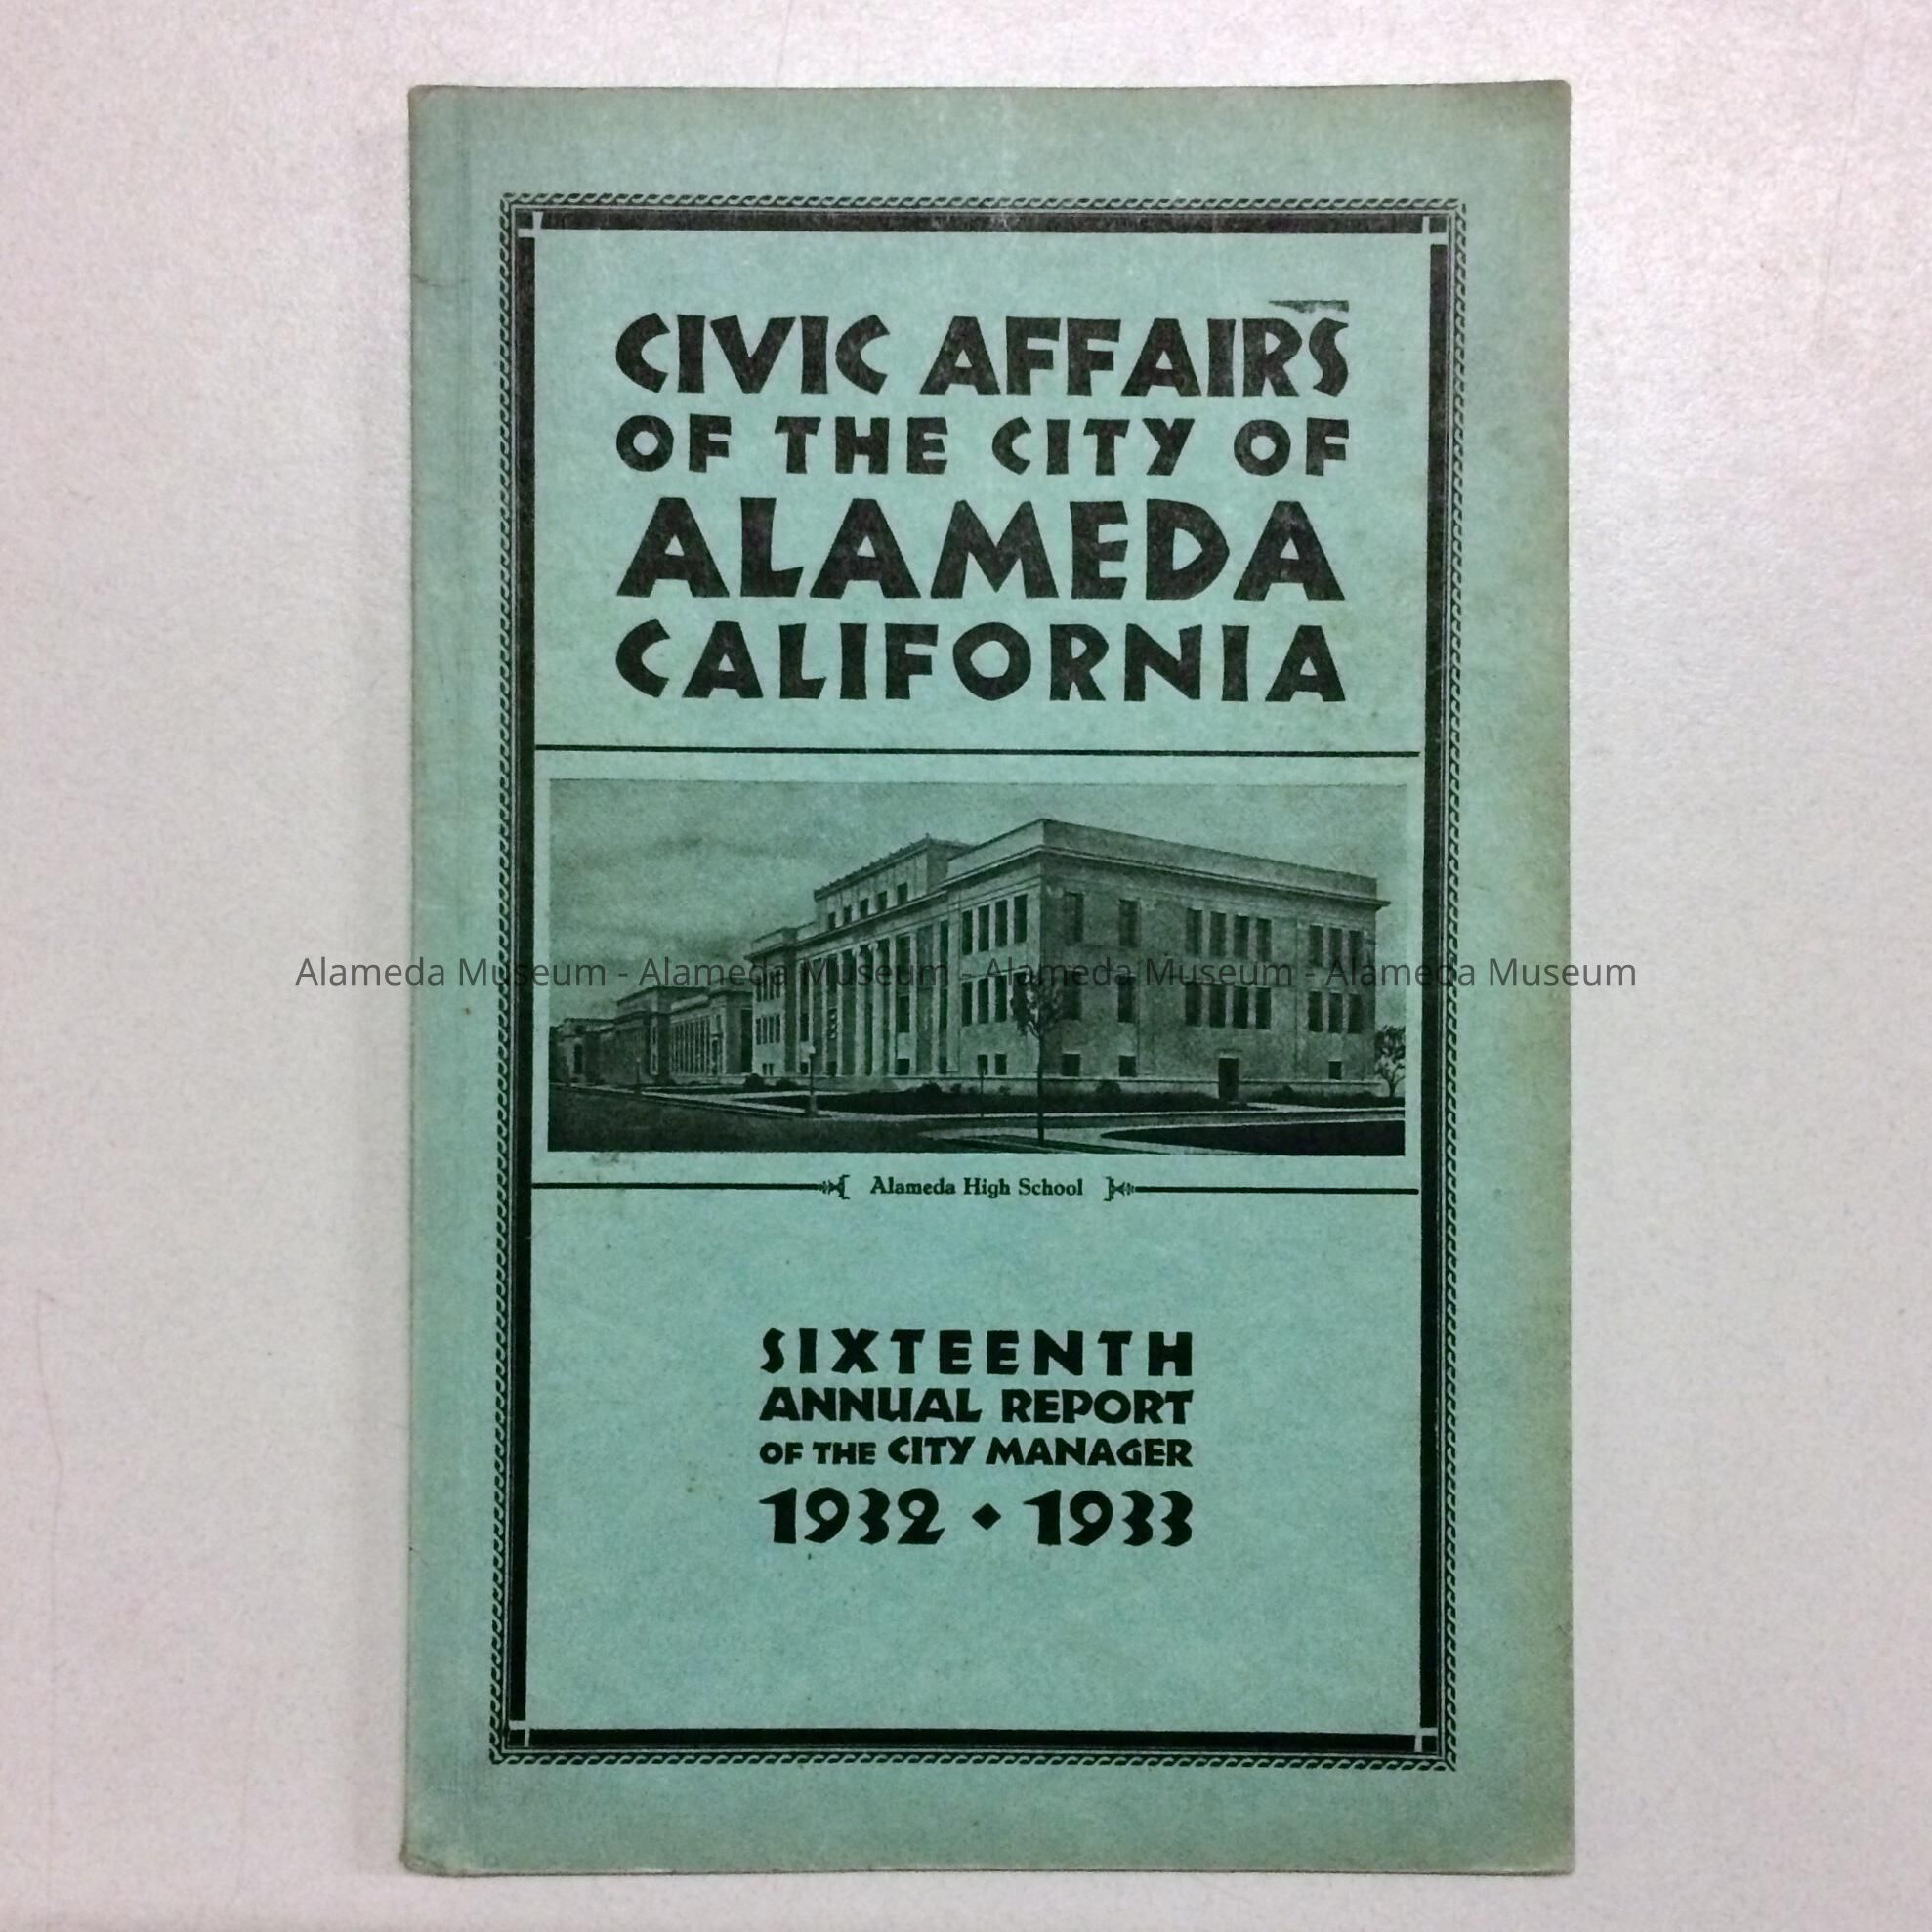 CIVIC AFFAIRS
OF THE CITY OF
ALAMEDA
CALIFORNIA
Alameda Museum - Alameda Museum - Alameda Museum - Alameda Museum
Alameda High School
SIXTEENTH
ANNUAL REPORT
OF THE CITY MANAGER
1932 ◆ 1933